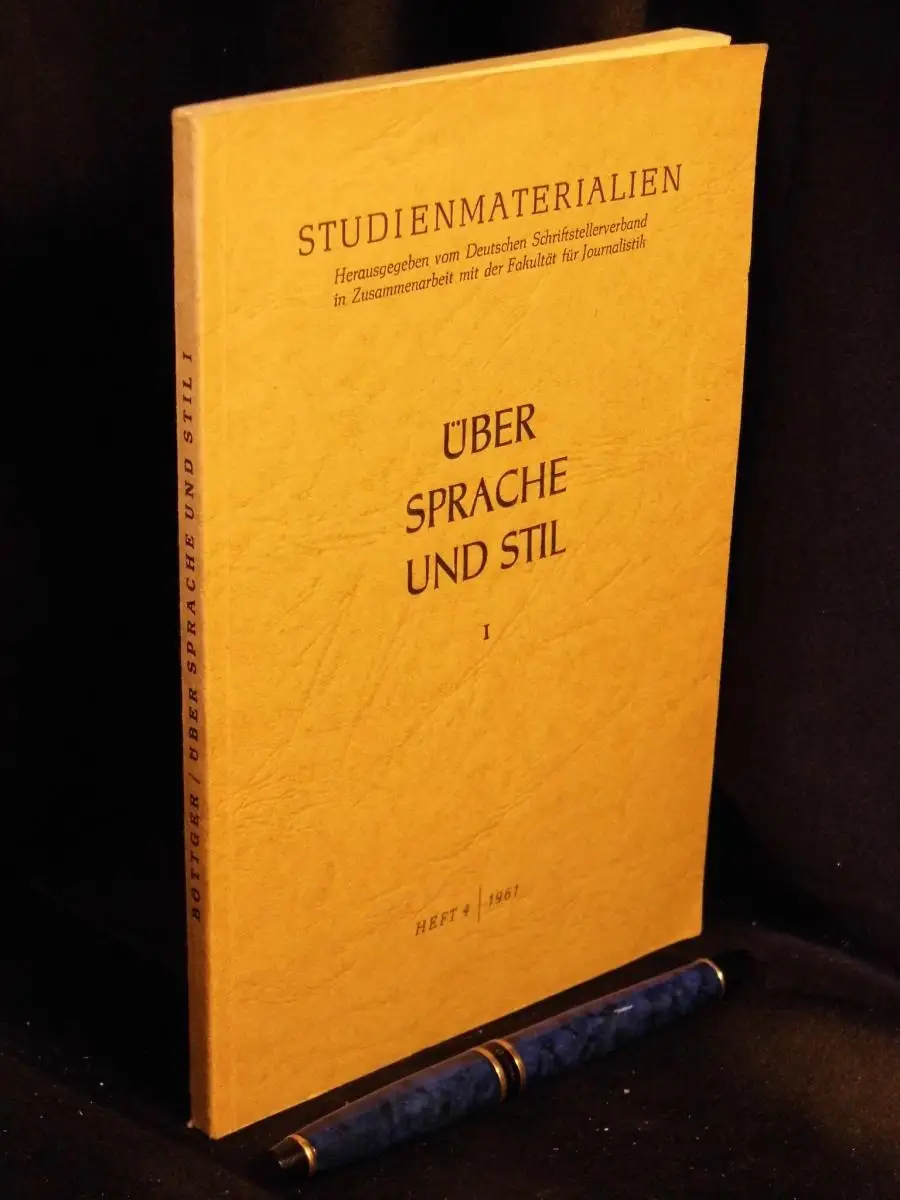 STUDIENMATERIALIEN
Herausgegeben vom Deutschen Schriftstellerverband
in Zusammenarbeit mit der Fakultät für Journalistik
ÜBER
SPRACHE
UND STIL
I
HEFT 4 | 1961
BÖTTGER / ÜBER SPRACHE UND STIL I